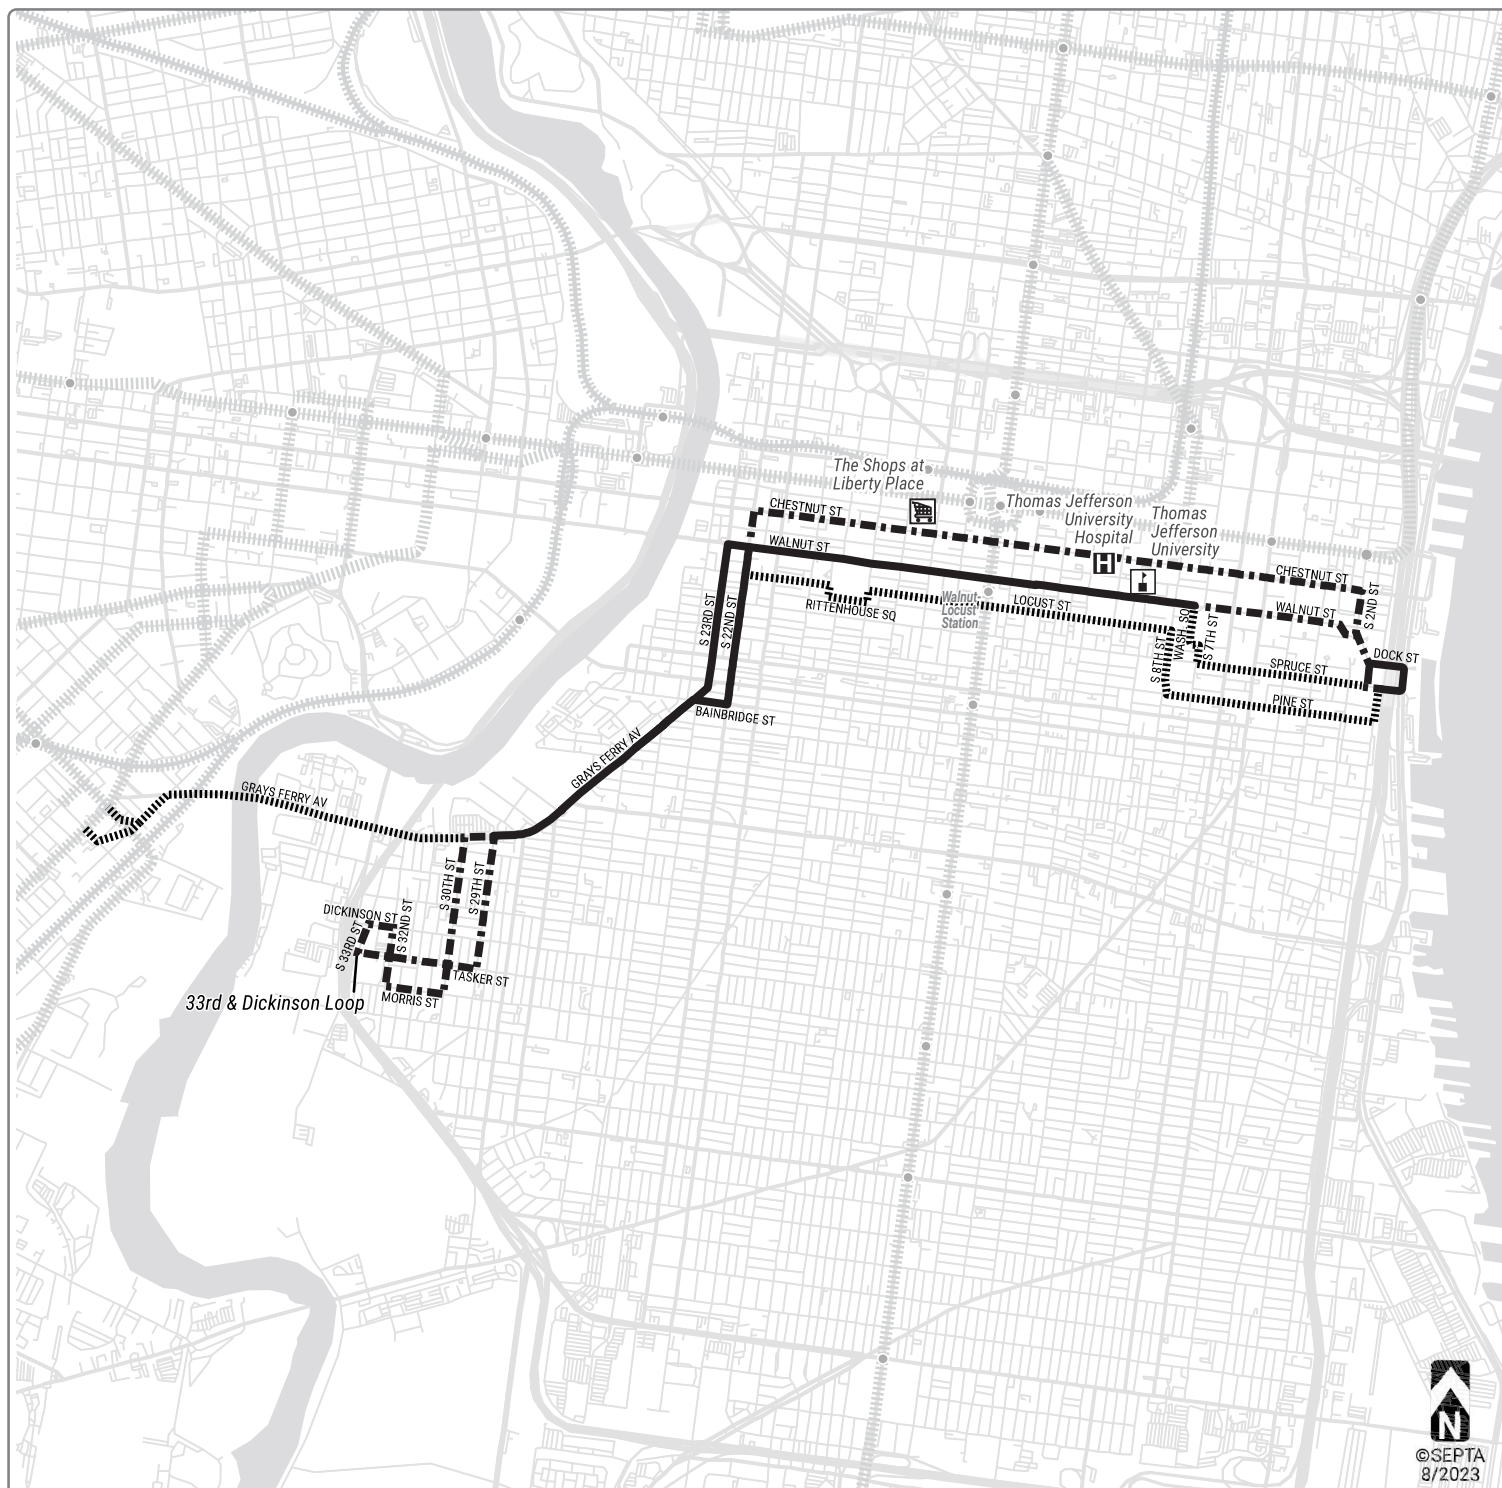 The Shops at
Liberty Place
CHESTNUT ST
Thomas Jefferson
University
Hospital
H
Thomas
Jefferson
University
WALNUT ST
CHESTNUT ST
S 2ND ST
S 23RD ST
S 22ND ST
RITTENHOUSE SQ
Walnut-
Locust
Station
LOCUST ST
WALNUT ST
WASH. SQ
S 7TH ST
S 8TH ST
SPRUCE ST
DOCK ST
PINE ST
BAINBRIDGE ST
GRAYS FERRY AV
GRAYS FERRY AV
S 30TH ST
S 29TH ST
DICKINSON ST
S 32ND ST
S 33RD ST
TASKER ST
MORRIS ST
33rd & Dickinson Loop
N
©SEPTA
8/2023